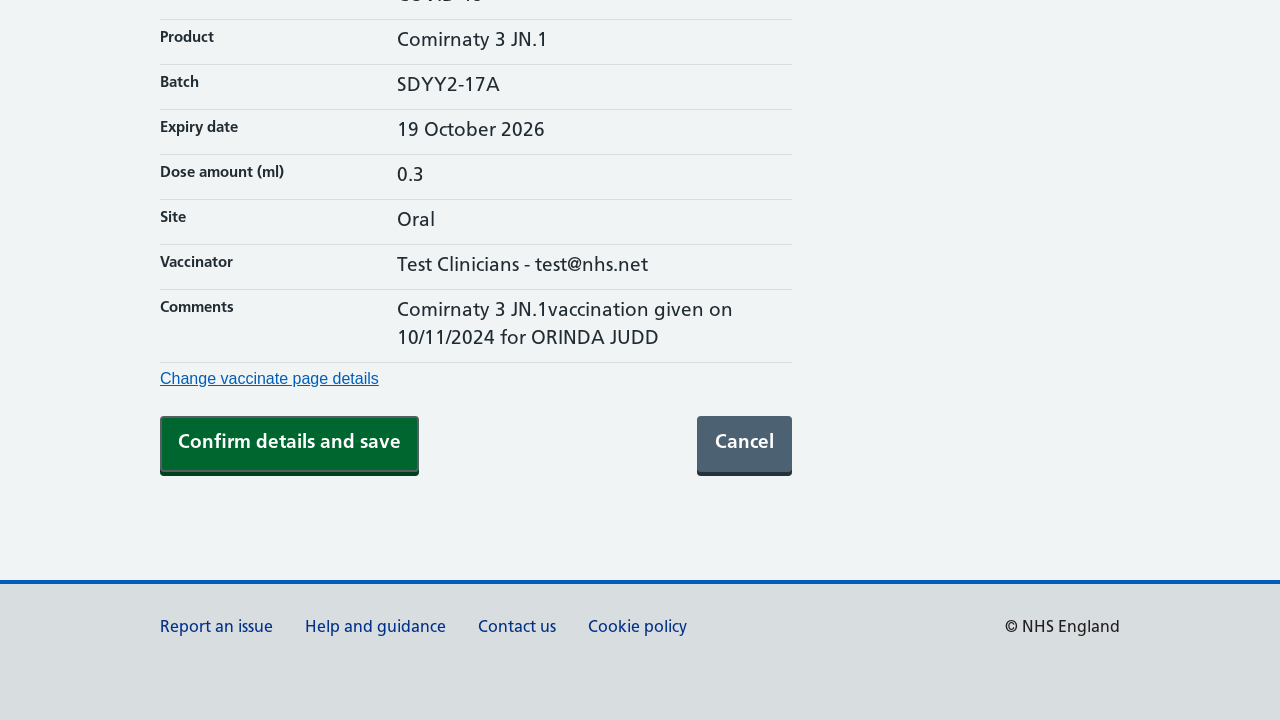 Product
Comirnaty 3 JN.1
Batch
SDYY2-17A
Expiry date
19 October 2026
Dose amount (ml)
0.3
Site
Oral
Vaccinator
Test Clinicians - test@nhs.net
Comments
Comirnaty 3 JN.1vaccination given on
10/11/2024 for ORINDA JUDD
Change vaccinate page details
Confirm details and save
Cancel
Report an issue
Help and guidance
Contact us
Cookie policy
© NHS England